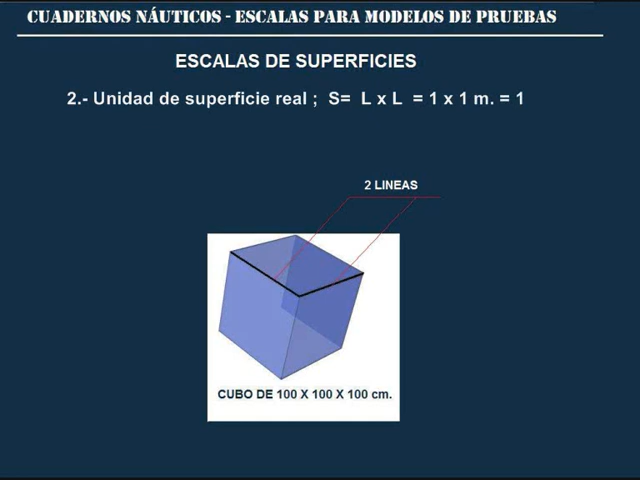 CUADERNOS NÁUTICOS - ESCALAS PARA MODELOS DE PRUEBAS
ESCALAS DE SUPERFICIES
2.- Unidad de superficie real ; S= L x L = 1 x 1 m. = 1
2 LINEAS
CUBO DE 100 X 100 X 100 cm.